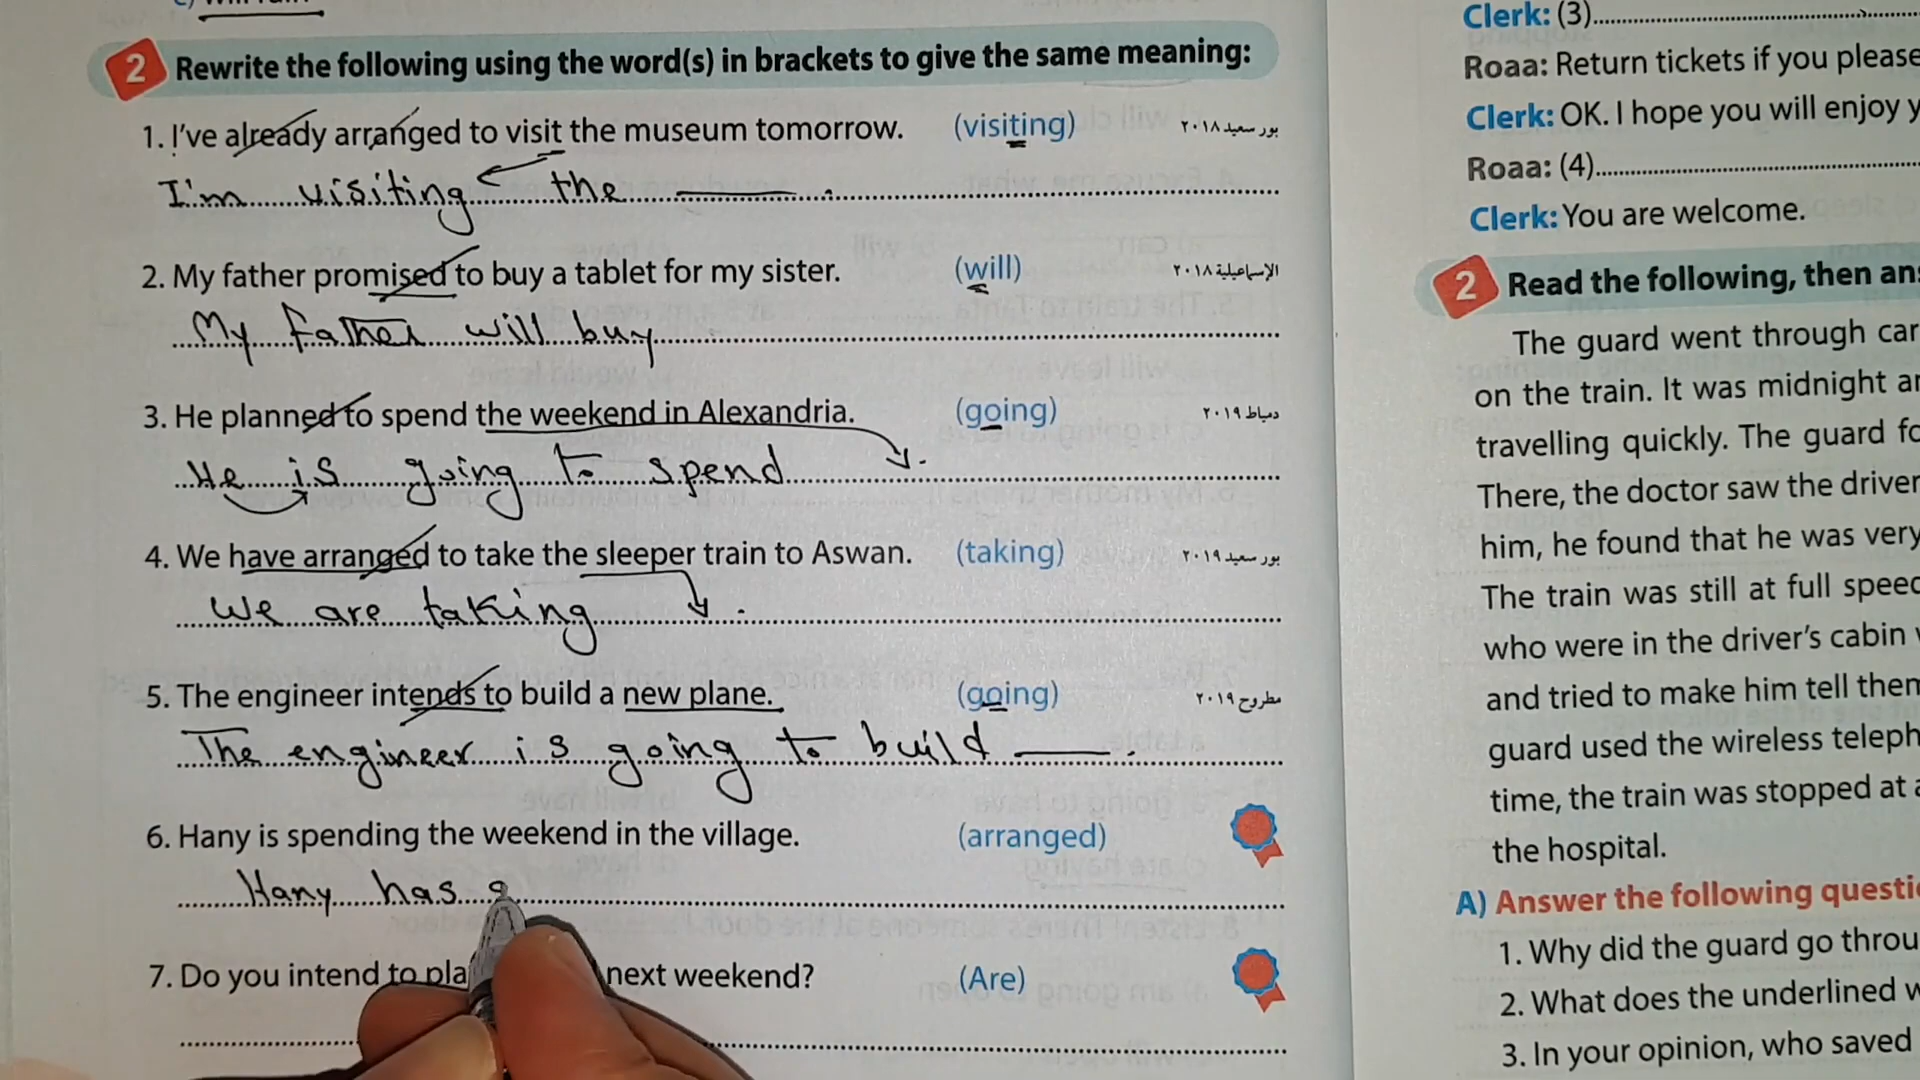 2 Rewrite the following using the word(s) in brackets to give the same meaning:
1. I've already arranged to visit the museum tomorrow. (visiting) بور سعيد ٢٠١٨
I'm visiting the
2. My father promised to buy a tablet for my sister. (will) الإسماعيلية ٢٠١٨
My father will buy
3. He planned to spend the weekend in Alexandria. (going) دمياط ٢٠١٩
He is going to spend
4. We have arranged to take the sleeper train to Aswan. (taking) بور سعيد ٢٠١٩
We are taking
5. The engineer intends to build a new plane. (going) مطروح ٢٠١٩
The engineer is going to build
6. Hany is spending the weekend in the village. (arranged)
Hany has
7. Do you intend to pla next weekend? (Are)
Clerk: (3)
Roaa: Return tickets if you please
Clerk: OK. I hope you will enjoy y
Roaa: (4)
Clerk: You are welcome.
2 Read the following, then an
The guard went through car
on the train. It was midnight
travelling quickly. The guard
There, the doctor saw the driver
him, he found that he was very
The train was still at full speed
who were in the driver's cabin
and tried to make him tell them
guard used the wireless teleph
time, the train was stopped at a
the hospital.
A) Answer the following questi
1. Why did the guard go throu
2. What does the underlined
3. In your opinion, who saved